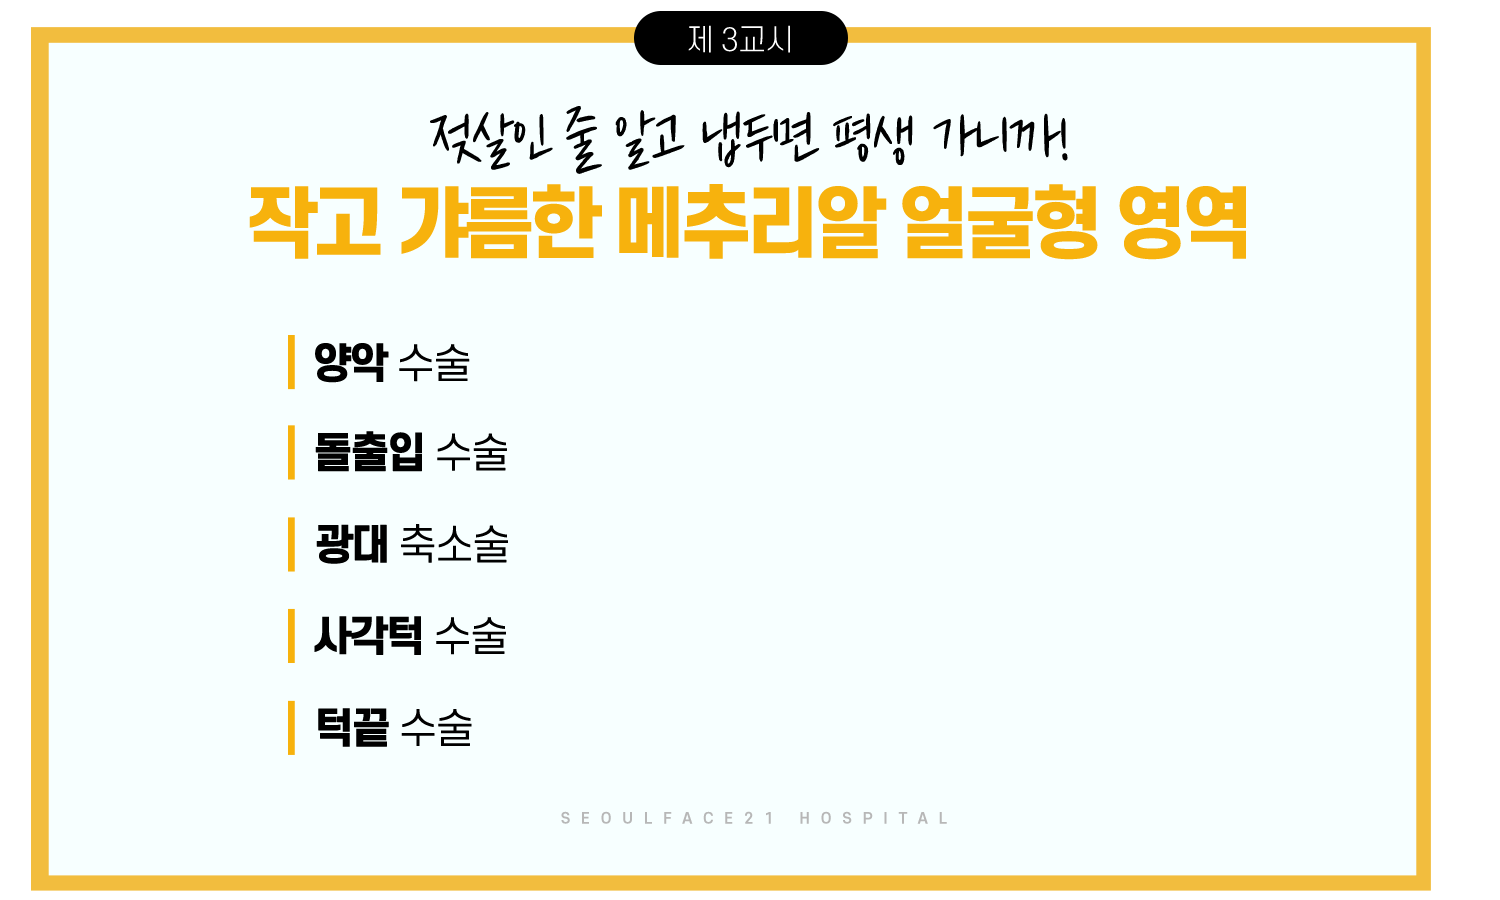 제 3교시
젖살인 줄 알고 냅두면 평생 가니까!
작고 갸름한 메추리알 얼굴형 영역
양악 수술
돌출입 수술
광대 축소술
사각턱 수술
턱끝 수술
SEOULFACE21 HOSPITAL